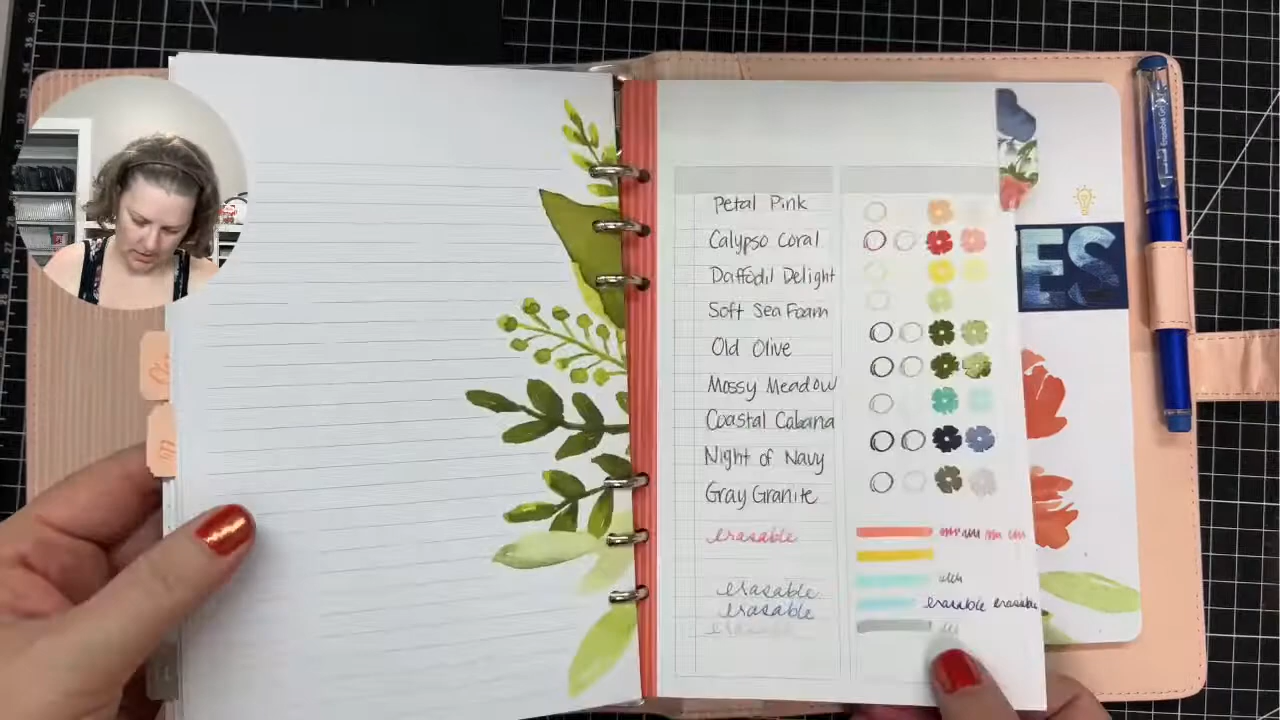 Petal Pink
Calypso Coral
Daffodil Delight
Soft Sea Foam
Old Olive
Mossy Meadow
Coastal Cabana
Night of Navy
Gray Granite
erasable
erasable
erasable erasable erasable
ES